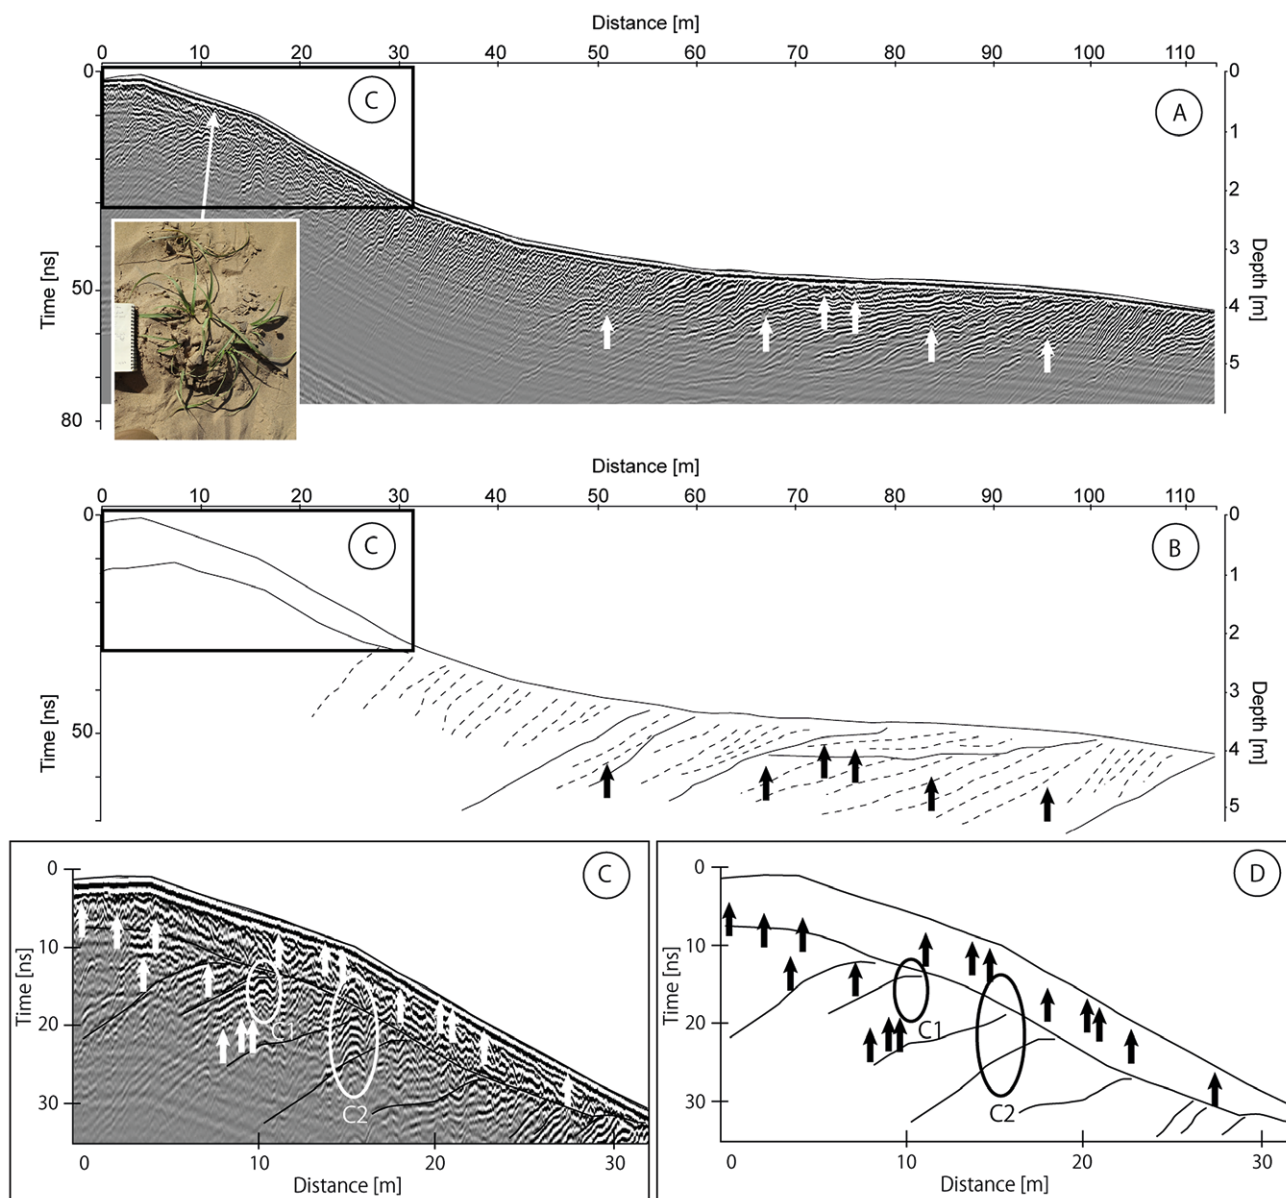 Distance [m]
0 10 20 30 40 50 60 70 80 90 100 110
0 0
C A
1
2
3
Time [ns] Depth [m]
50
4
5
80
Distance [m]
0 10 20 30 40 50 60 70 80 90 100 110
0 0
C B
1
2
3
Time [ns] Depth [m]
50
4
5
0 C 0 D
10 10
Time [ns] Time [ns]
20 C1 20 C1
30 C2 30 C2
0 10 20 30 0 10 20 30
Distance [m] Distance [m]